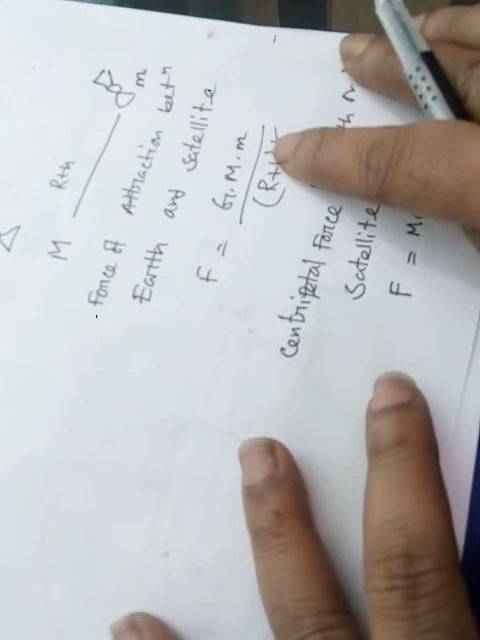 M R+h m
Force of Attraction betⁿ
Earth and Satellite
F = G.M.m
(R+h)
Centripetal Force
Satellite
F = M